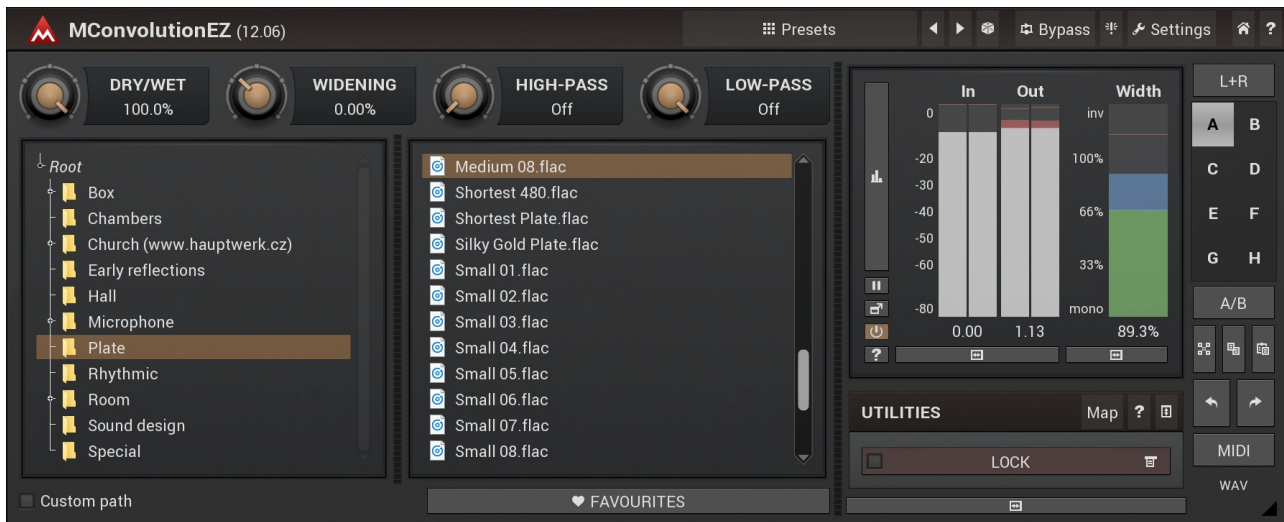 MConvolutionEZ (12.06)
Presets
Bypass
Settings
?
DRY/WET
100.0%
WIDENING
0.00%
HIGH-PASS
Off
LOW-PASS
Off
Root
Box
Chambers
Church (www.hauptwerk.cz)
Early reflections
Hall
Microphone
Plate
Rhythmic
Room
Sound design
Special
Custom path
Medium 08.flac
Shortest 480.flac
Shortest Plate.flac
Silky Gold Plate.flac
Small 01.flac
Small 02.flac
Small 03.flac
Small 04.flac
Small 05.flac
Small 06.flac
Small 07.flac
Small 08.flac
FAVOURITES
In
Out
Width
0
-20
-30
-40
-50
-60
-80
inv
100%
66%
33%
mono
0.00
1.13
89.3%
?
UTILITIES
Map
?
LOCK
L+R
A B
C D
E F
G H
A/B
MIDI
WAV